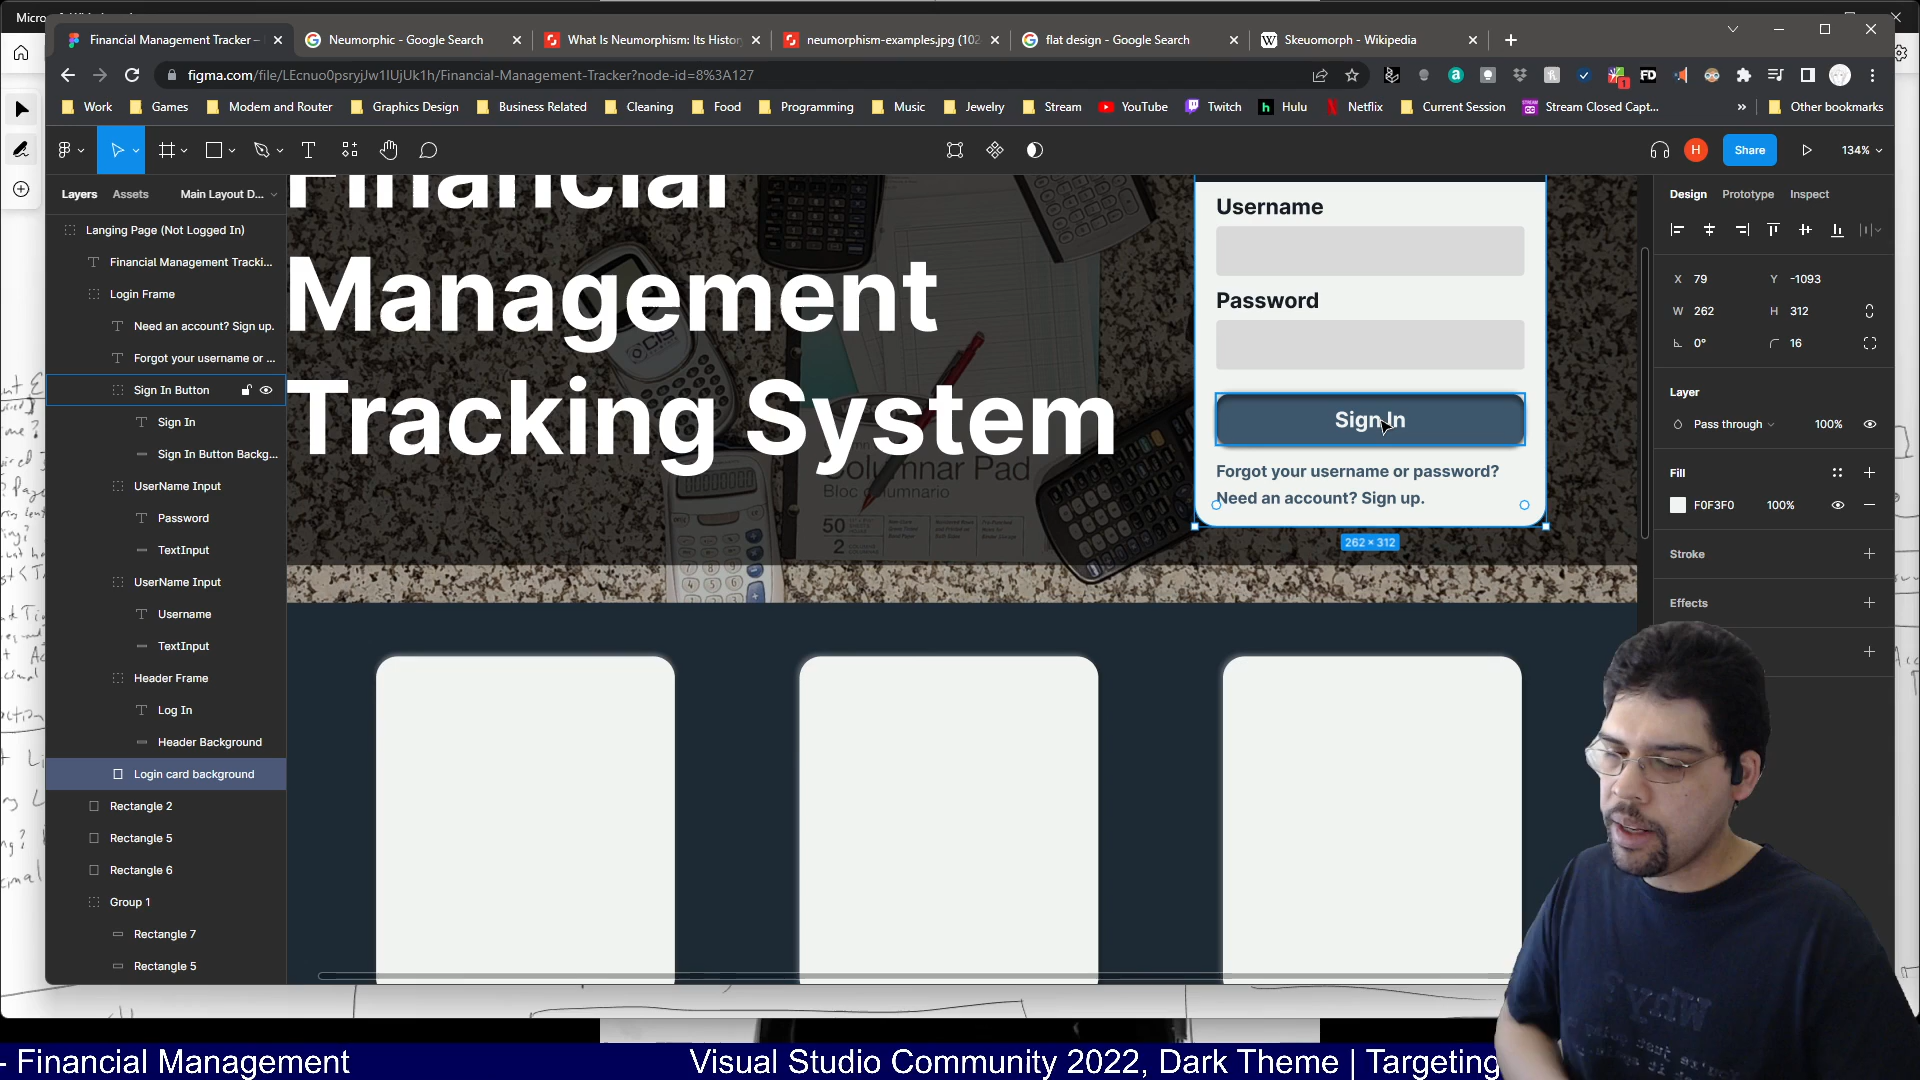 Micro
Financial Management Tracker –
Neumorphic - Google Search
What Is Neumorphism: Its Histor
neumorphism-examples.jpg (102
flat design - Google Search
Skeuomorph - Wikipedia
figma.com/file/LEcnuo0psryjJw1IUjUk1h/Financial-Management-Tracker?node-id=8%3A127
Work
Games
Modem and Router
Graphics Design
Business Related
Cleaning
Food
Programming
Music
Jewelry
Stream
YouTube
Twitch
Hulu
Netflix
Current Session
Stream Closed Capt...
Other bookmarks
H
Share
134%
Layers
Assets
Main Layout D...
Design
Prototype
Inspect
Langing Page (Not Logged In)
Financial Management Tracki...
Login Frame
Need an account? Sign up.
Forgot your username or ...
Sign In Button
Sign In
Sign In Button Backg...
UserName Input
Password
TextInput
UserName Input
Username
TextInput
Header Frame
Log In
Header Background
Login card background
Rectangle 2
Rectangle 5
Rectangle 6
Group 1
Rectangle 7
Rectangle 5
Financial
Management
Tracking System
Columnar Pad
Bloc columnario
50
2
Username
Password
Sign In
Forgot your username or password?
Need an account? Sign up.
262 × 312
X 79
Y -1093
W 262
H 312
0°
16
Layer
Pass through
100%
Fill
F0F3F0
100%
Stroke
Effects
- Financial Management
Visual Studio Community 2022, Dark Theme | Targeting